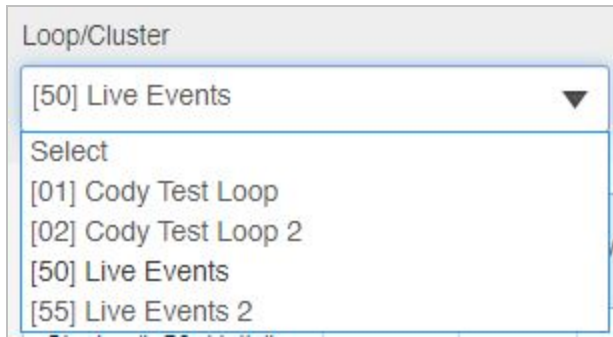 Loop/Cluster
[50] Live Events
Select
[01] Cody Test Loop
[02] Cody Test Loop 2
[50] Live Events
[55] Live Events 2